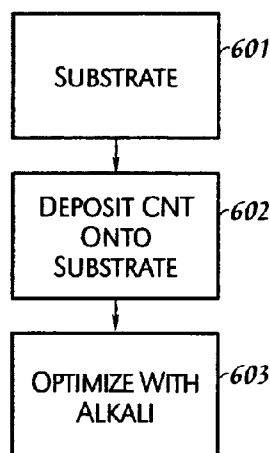 601
SUBSTRATE
602
DEPOSIT CNT
ONTO
SUBSTRATE
603
OPTIMIZE WITH
ALKALI